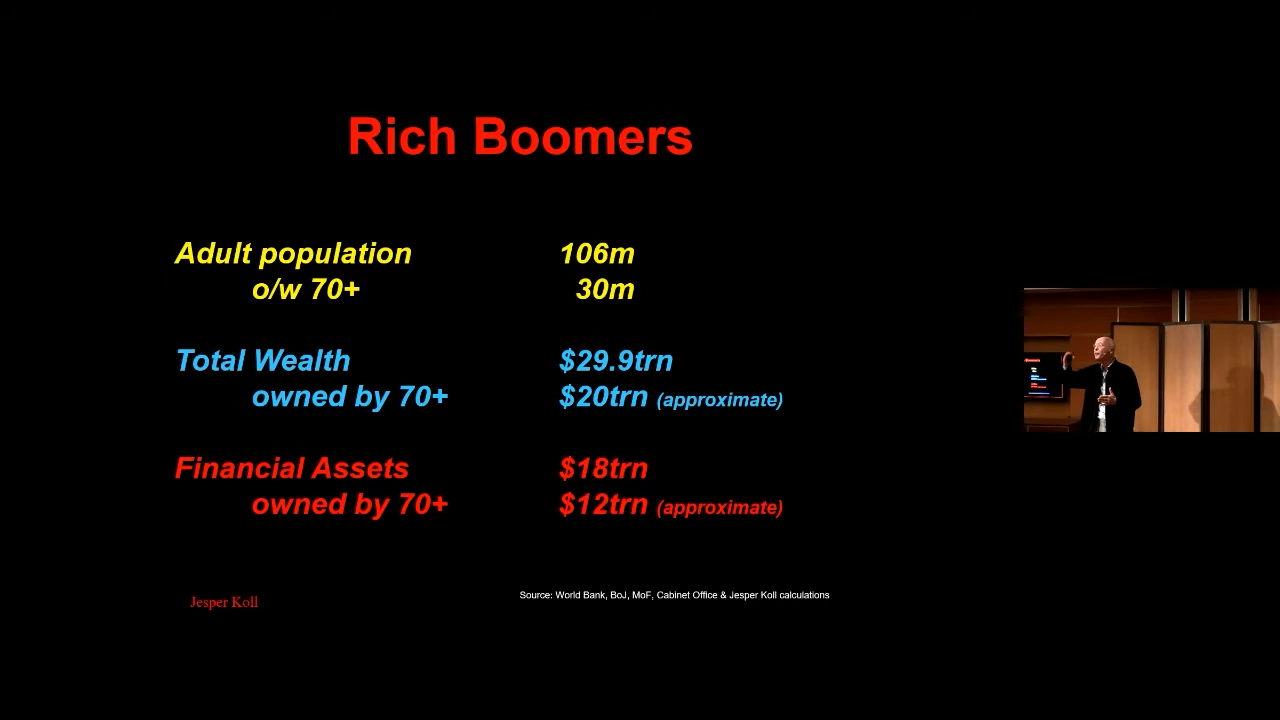 Rich Boomers
Adult population 106m
o/w 70+ 30m
Total Wealth $29.9trn
owned by 70+ $20trn (approximate)
Financial Assets $18trn
owned by 70+ $12trn (approximate)
Jesper Koll
Source: World Bank, BoJ, MoF, Cabinet Office & Jesper Koll calculations